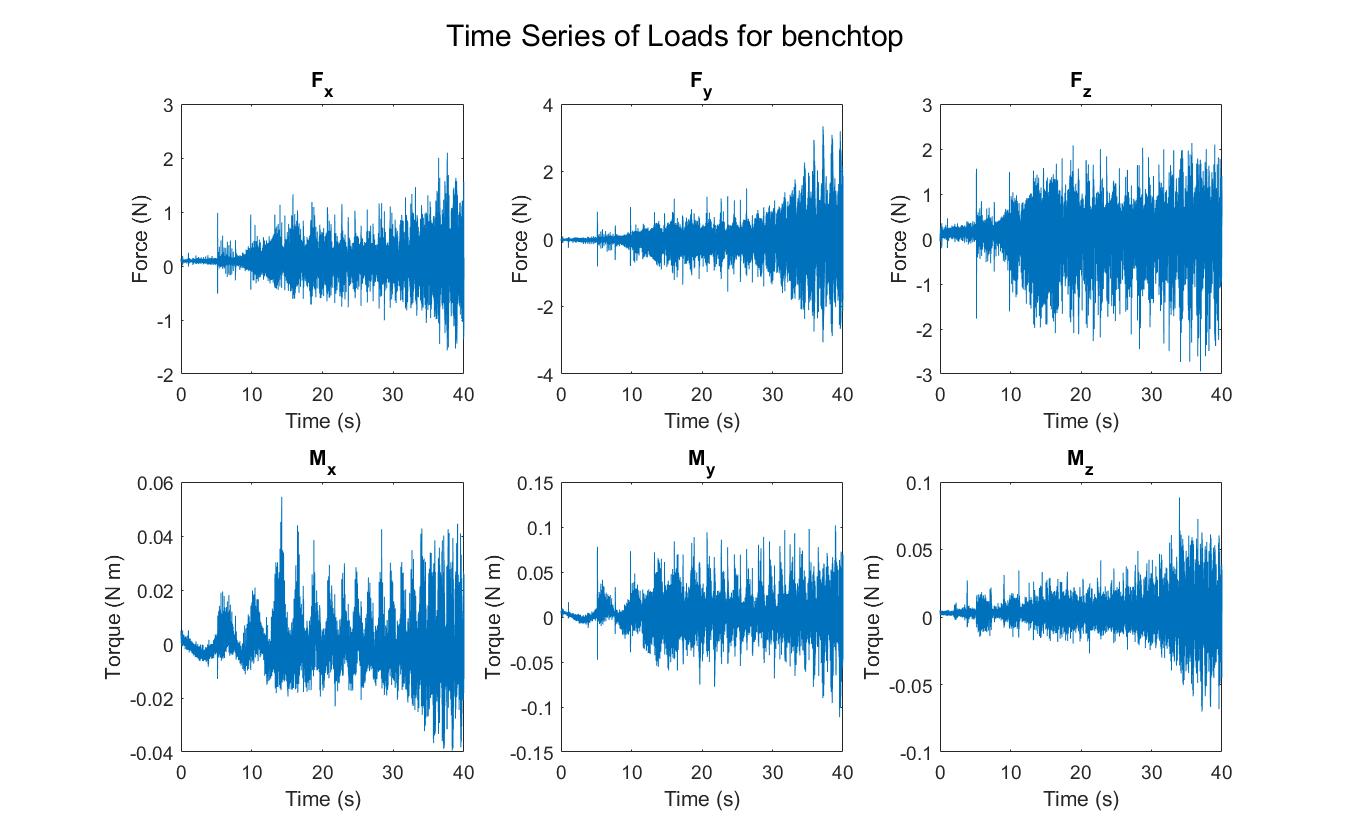 Time Series of Loads for benchtop
Fx
3
2
1
0
-1
-2
Force (N)
0 10 20 30 40
Time (s)
Fy
4
2
0
-2
-4
Force (N)
0 10 20 30 40
Time (s)
Fz
3
2
1
0
-1
-2
-3
Force (N)
0 10 20 30 40
Time (s)
Mx
0.06
0.04
0.02
0
-0.02
-0.04
Torque (N m)
0 10 20 30 40
Time (s)
My
0.15
0.1
0.05
0
-0.05
-0.1
-0.15
Torque (N m)
0 10 20 30 40
Time (s)
Mz
0.1
0.05
0
-0.05
-0.1
Torque (N m)
0 10 20 30 40
Time (s)